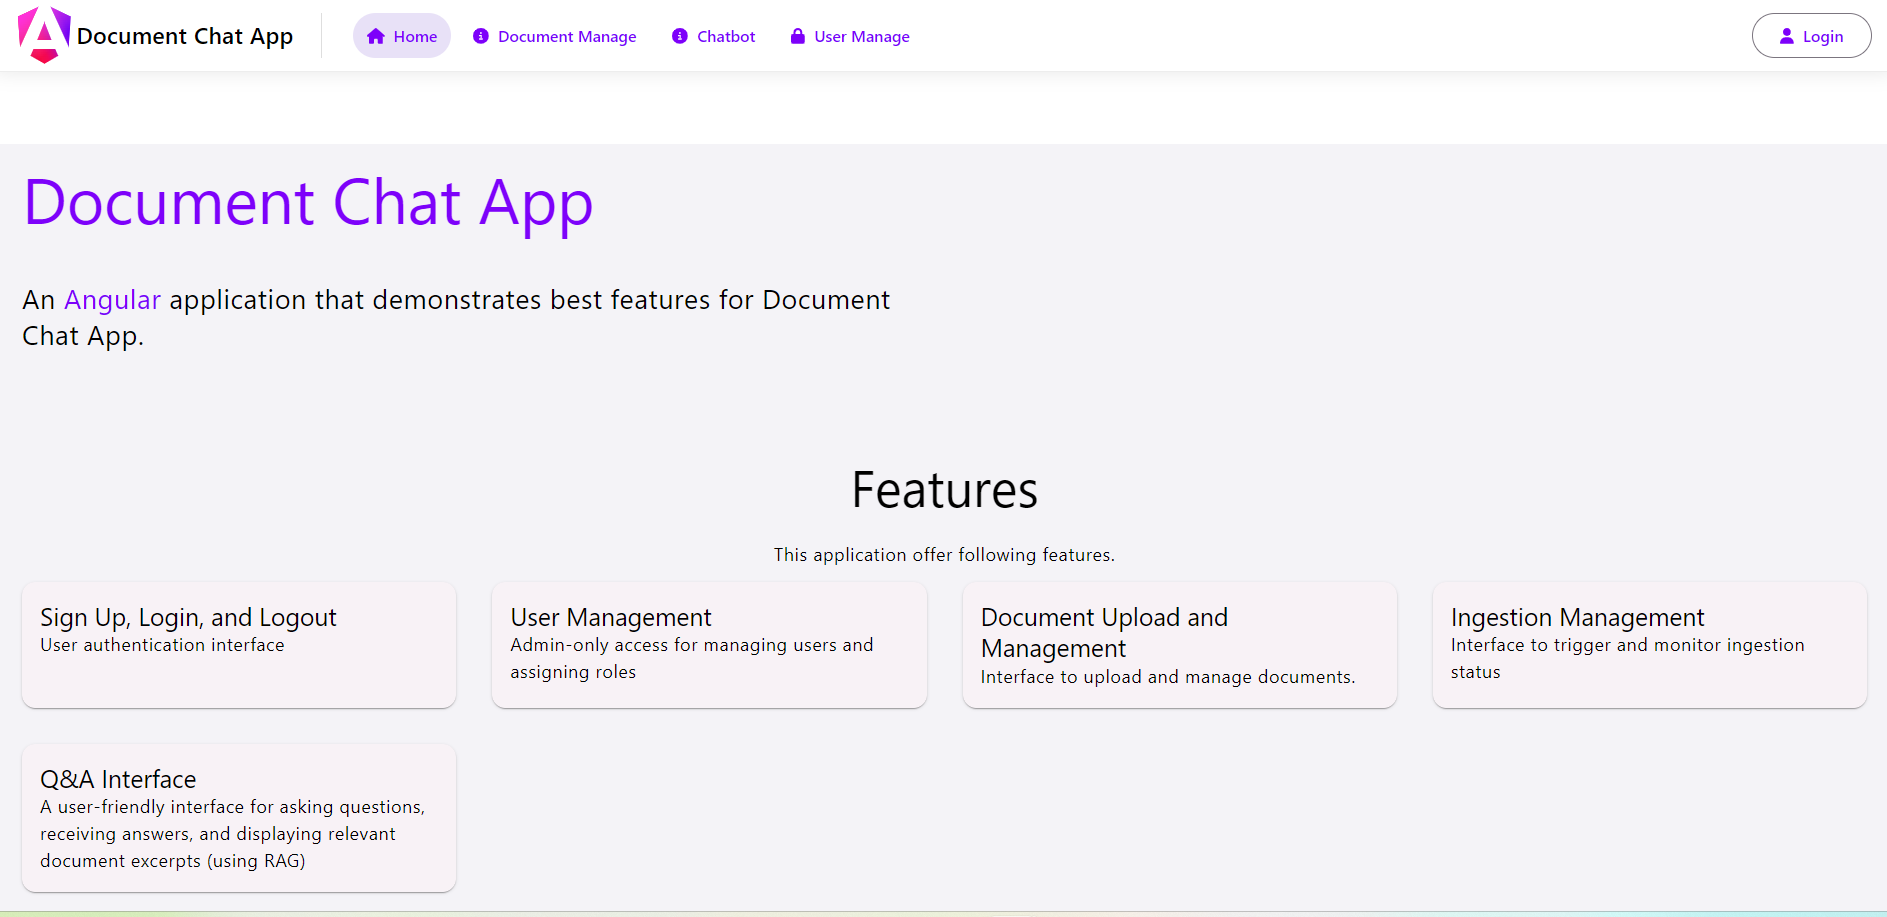 Document Chat App
Home
Document Manage
Chatbot
User Manage
Login
Document Chat App
An Angular application that demonstrates best features for Document
Chat App.
Features
This application offer following features.
Sign Up, Login, and Logout
User authentication interface
User Management
Admin-only access for managing users and
assigning roles
Document Upload and
Management
Interface to upload and manage documents.
Ingestion Management
Interface to trigger and monitor ingestion
status
Q&A Interface
A user-friendly interface for asking questions,
receiving answers, and displaying relevant
document excerpts (using RAG)